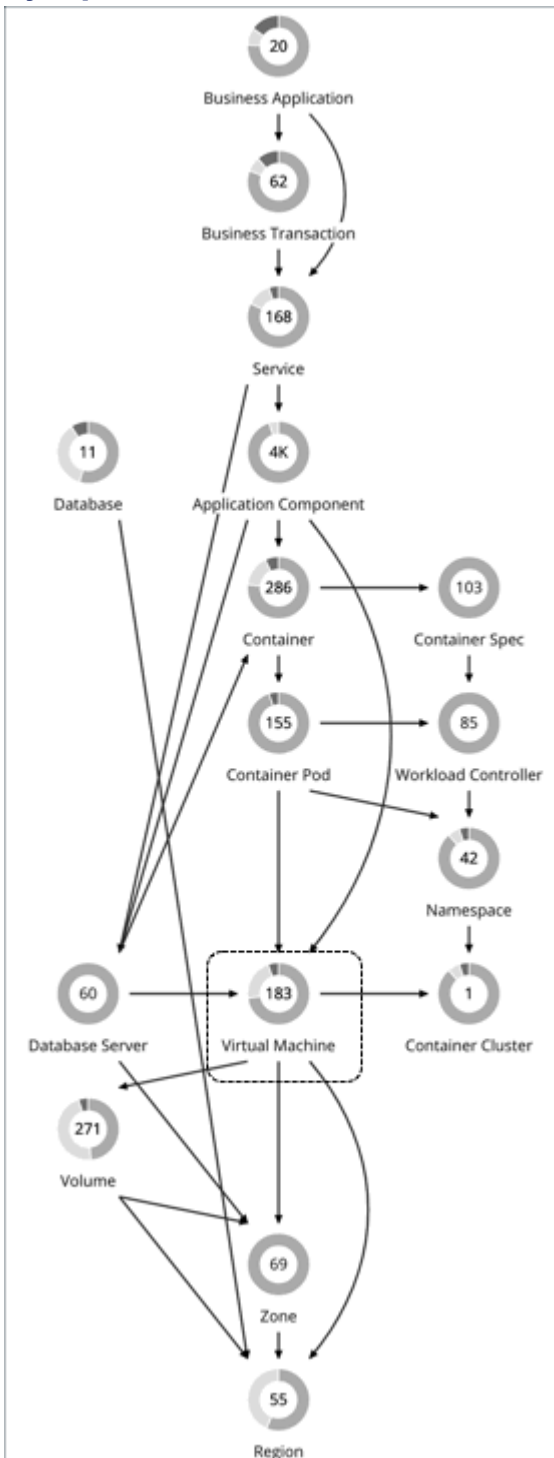 20
Business Application
62
Business Transaction
168
Service
11
Database
4K
Application Component
286
Container
103
Container Spec
155
Container Pod
85
Workload Controller
42
Namespace
60
Database Server
183
Virtual Machine
1
Container Cluster
271
Volume
69
Zone
55
Region